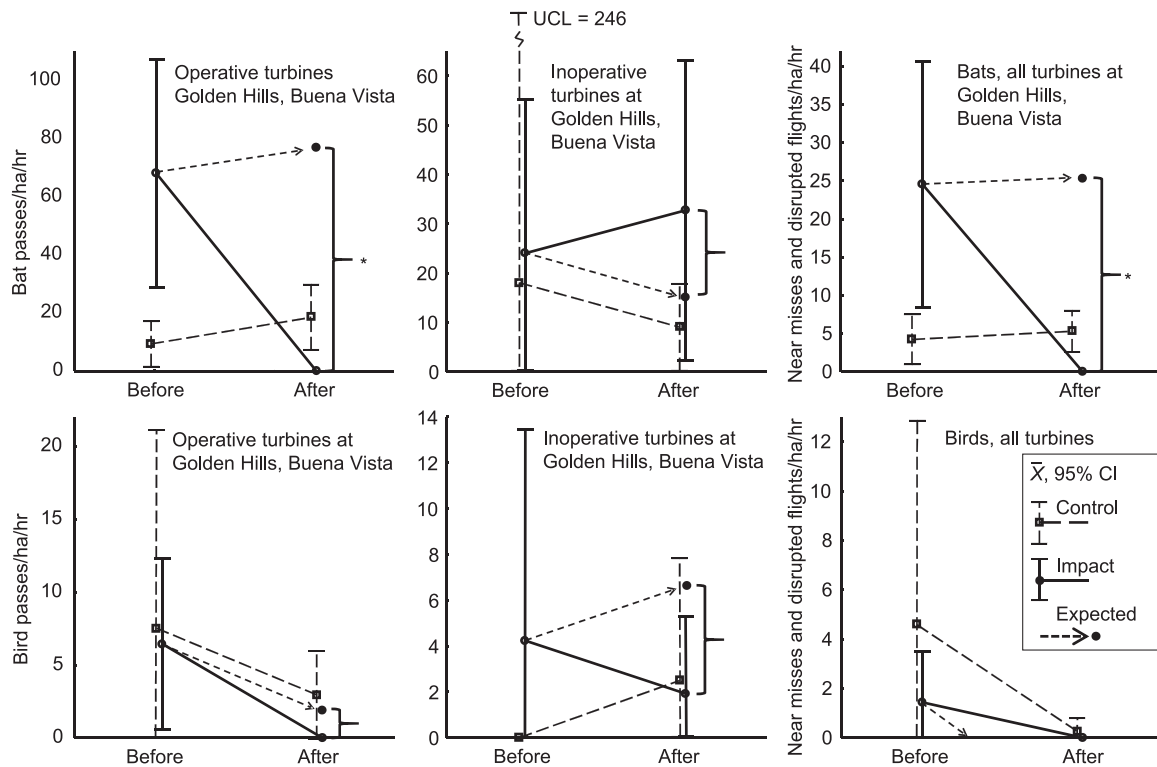 UCL = 246
Operative turbines
Golden Hills, Buena Vista
Bat passes/ha/hr
100
80
60
40
20
0
Before
After
*
Inoperative
turbines at
Golden Hills,
Buena Vista
60
50
40
30
20
10
0
Before
After
Bats, all turbines at
Golden Hills,
Buena Vista
Near misses and disrupted flights/ha/hr
40
35
30
25
20
15
10
5
0
Before
After
*
Operative turbines at
Golden Hills, Buena Vista
Bird passes/ha/hr
20
15
10
5
0
Before
After
Inoperative turbines at
Golden Hills, Buena Vista
14
12
10
8
6
4
2
0
Before
After
Birds, all turbines
Near misses and disrupted flights/ha/hr
12
10
8
6
4
2
0
Before
After
X̅, 95% CI
Control
Impact
Expected